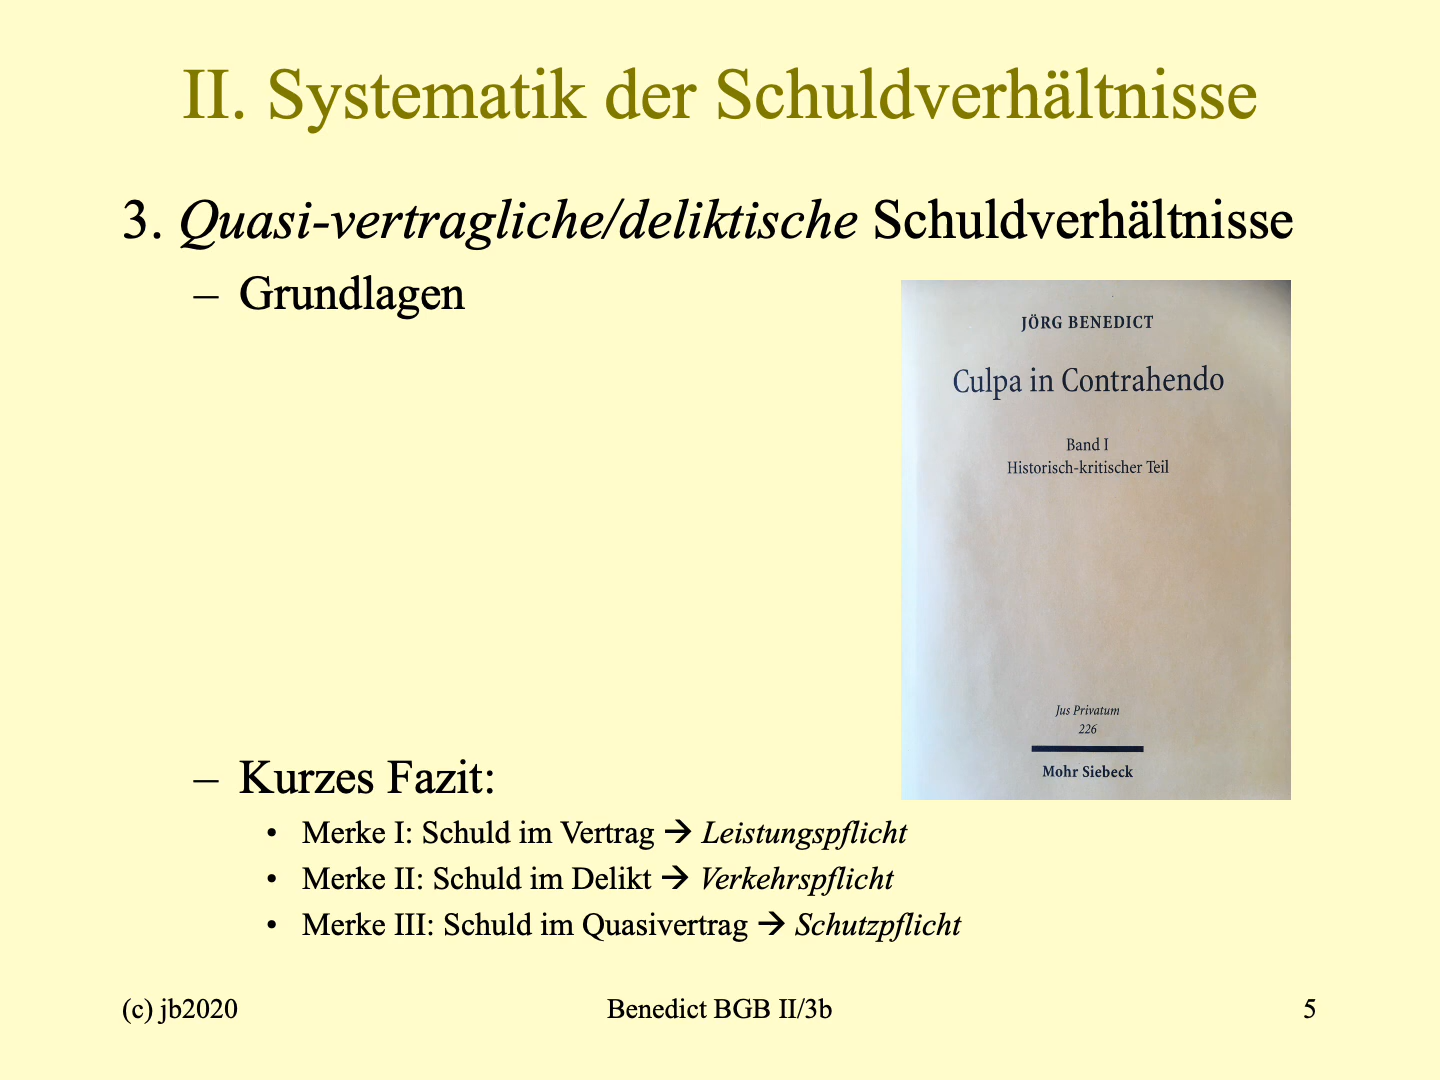 II. Systematik der Schuldverhältnisse
3. Quasi-vertragliche/deliktische Schuldverhältnisse
– Grundlagen
JÖRG BENEDICT
Culpa in Contrahendo
Band I
Historisch-kritischer Teil
Jus Privatum
226
Mohr Siebeck
– Kurzes Fazit:
• Merke I: Schuld im Vertrag → Leistungspflicht
• Merke II: Schuld im Delikt → Verkehrspflicht
• Merke III: Schuld im Quasivertrag → Schutzpflicht
(c) jb2020 Benedict BGB II/3b 5